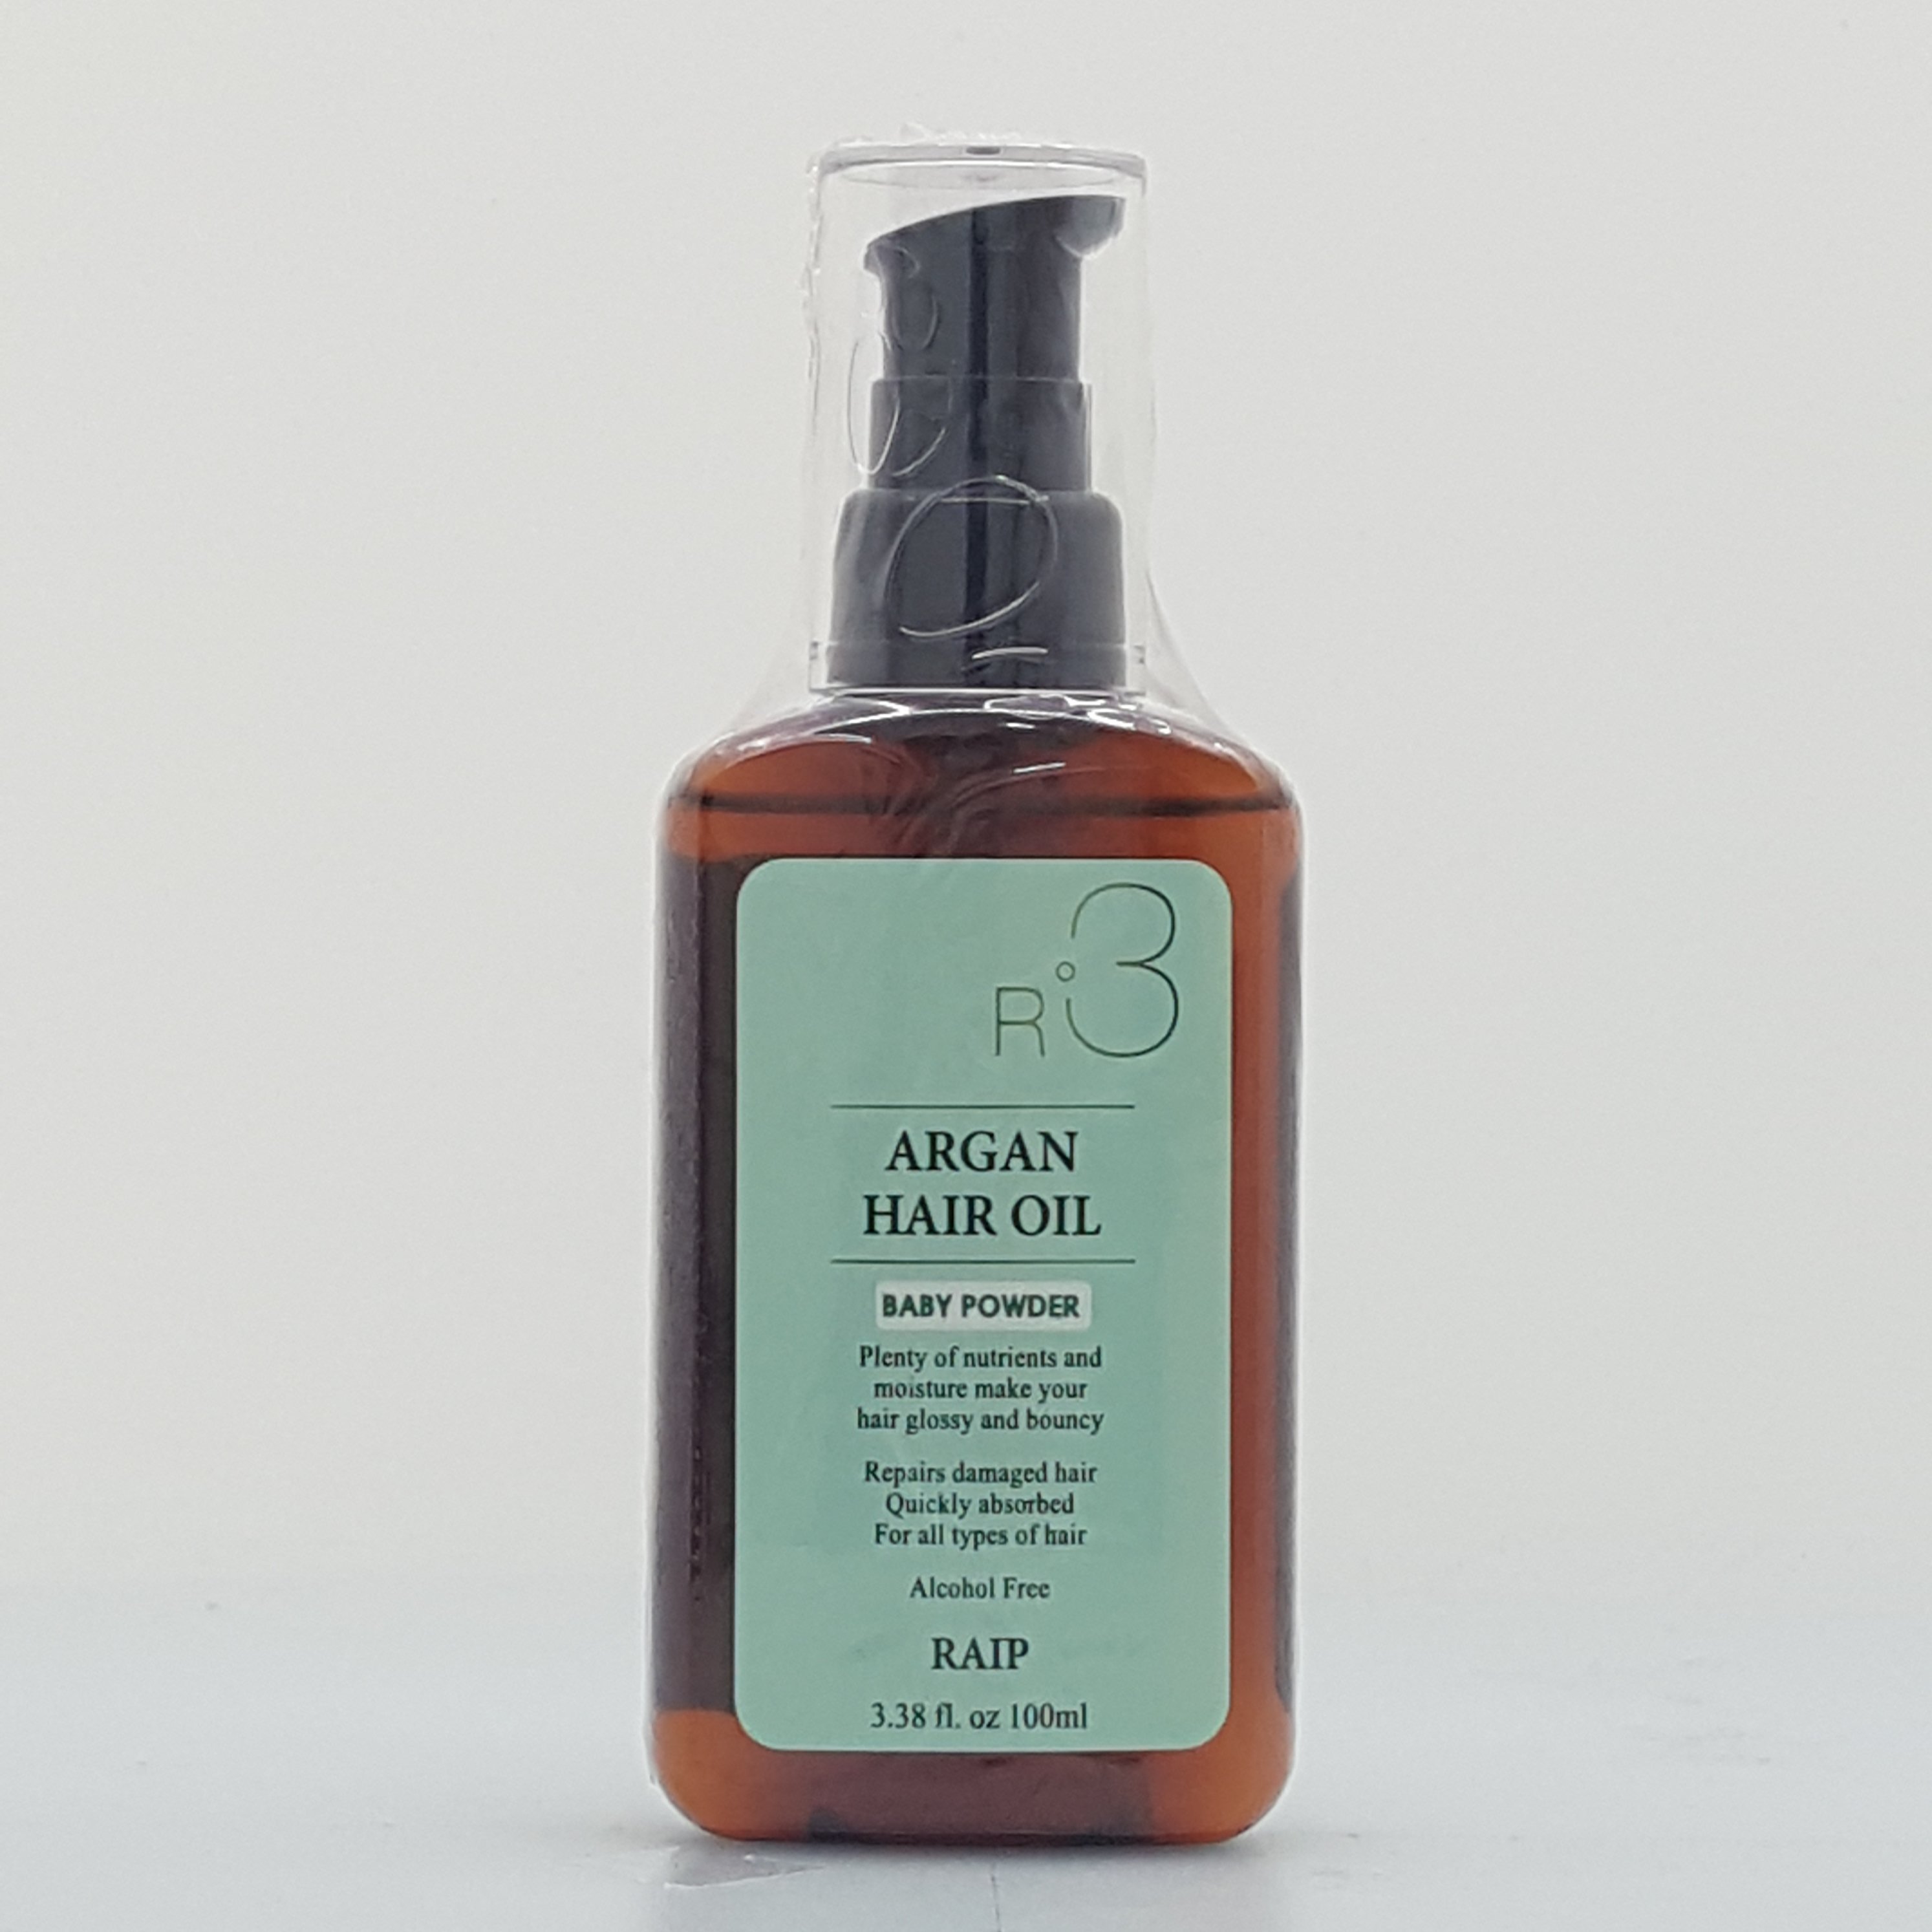 R3
ARGAN
HAIR OIL
BABY POWDER
Plenty of nutrients and
moisture make your
hair glossy and bouncy
Repairs damaged hair
Quickly absorbed
For all types of hair
Alcohol Free
RAIP
3.38 fl. oz 100ml